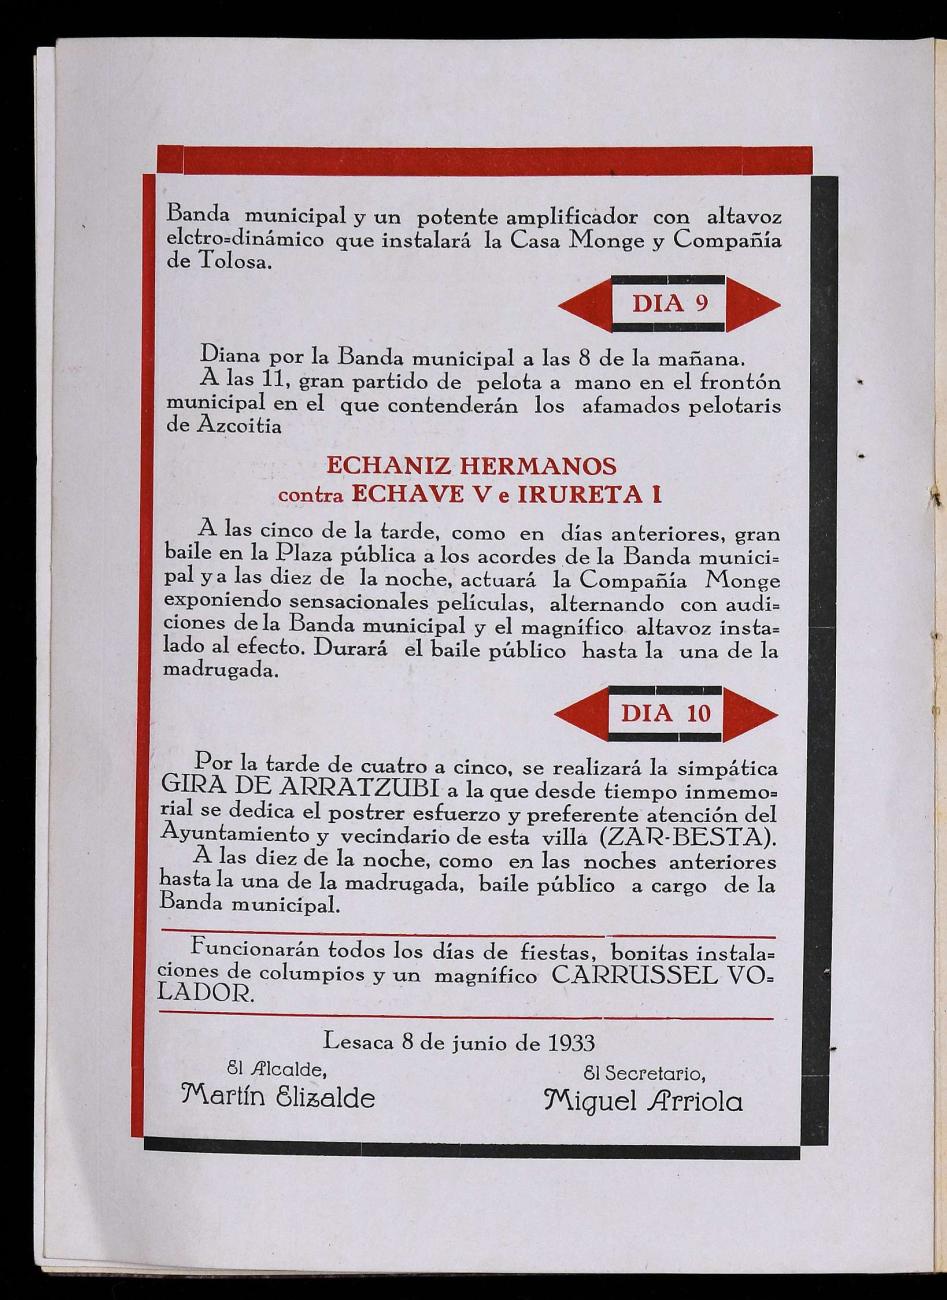 Banda municipal y un potente amplificador con altavoz
elctro=dinámico que instalará la Casa Monge y Compañía
de Tolosa.
DIA 9
Diana por la Banda municipal a las 8 de la mañana.
A las 11, gran partido de pelota a mano en el frontón
municipal en el que contenderán los afamados pelotaris
de Azcoitia
ECHANIZ HERMANOS
contra ECHAVE V e IRURETA I
A las cinco de la tarde, como en días anteriores, gran
baile en la Plaza pública a los acordes de la Banda munici=
pal y a las diez de la noche, actuará la Compañía Monge
exponiendo sensacionales películas, alternando con audi=
ciones de la Banda municipal y el magnífico altavoz insta=
lado al efecto. Durará el baile público hasta la una de la
madrugada.
DIA 10
Por la tarde de cuatro a cinco, se realizará la simpática
GIRA DE ARRATZUBI a la que desde tiempo inmemo=
rial se dedica el postrer esfuerzo y preferente atención del
Ayuntamiento y vecindario de esta villa (ZAR-BESTA).
A las diez de la noche, como en las noches anteriores
hasta la una de la madrugada, baile público a cargo de la
Banda municipal.
Funcionarán todos los días de fiestas, bonitas instala=
ciones de columpios y un magnífico CARRUSSEL VO=
LADOR.
Lesaca 8 de junio de 1933
El Alcalde, El Secretario,
Martín Elizalde Miguel Arriola